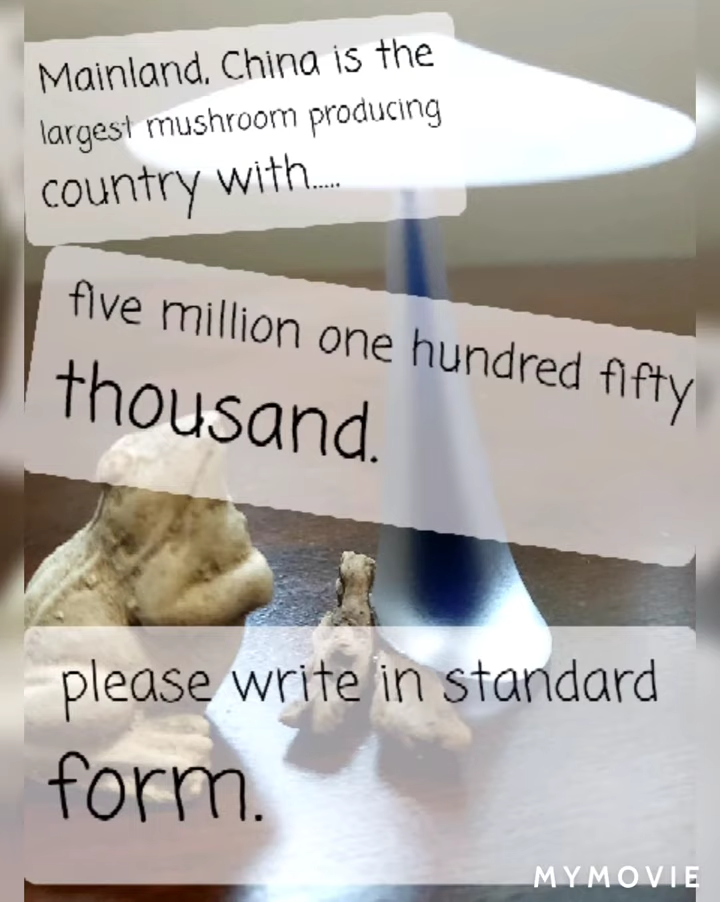 Mainland, China is the
largest mushroom producing
country with.....
five million one hundred fifty
thousand.
please write in standard
form.
MYMOVIE